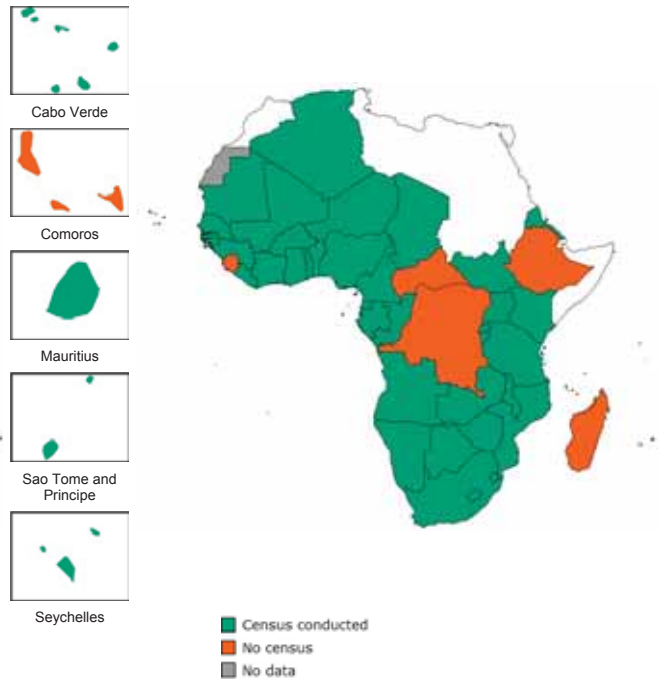 Cabo Verde
Comoros
Mauritius
Sao Tome and
Principe
Seychelles
Census conducted
No census
No data